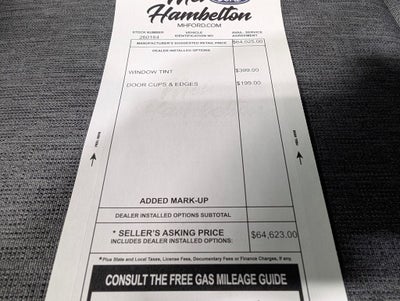 Mel
Hambelton
MHFORD.COM
STOCK NUMBER VEHICLE IDENTIFICATION NO AVAIL. SERVICE AGREEMENT
MANUFACTURER'S SUGGESTED RETAIL PRICE $64,025.00
DEALER INSTALLED OPTIONS
WINDOW TINT $399.00
DOOR CUPS & EDGES $199.00
ADDED MARK-UP
DEALER INSTALLED OPTIONS SUBTOTAL
* SELLER'S ASKING PRICE $64,623.00
INCLUDES DEALER INSTALLED OPTIONS:
*Plus State and Local Taxes, License Fees, Documentary Fees or Finance Charges, if any.
CONSULT THE FREE GAS MILEAGE GUIDE